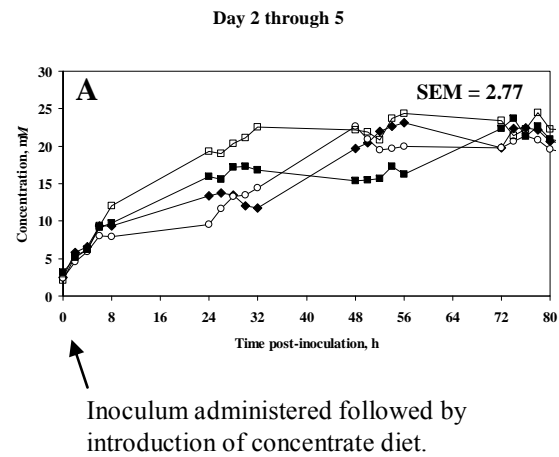 Day 2 through 5
A
SEM = 2.77
Concentration, mM
30
25
20
15
10
5
0
0 8 16 24 32 40 48 56 64 72 80
Time post-inoculation, h
Inoculum administered followed by
introduction of concentrate diet.